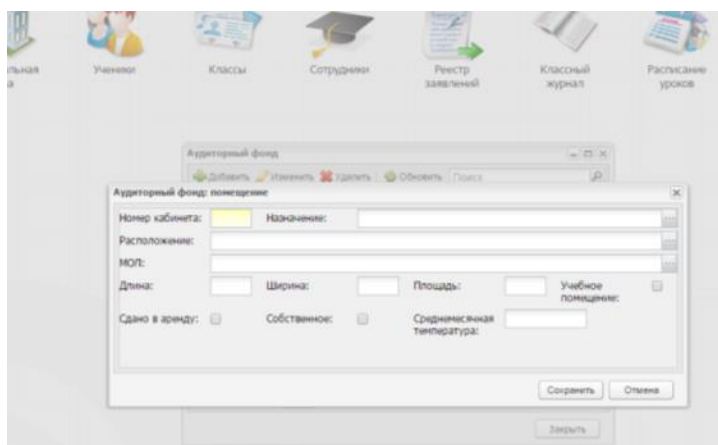 льная
а
Ученики
Классы
Сотрудники
Реестр
заявлений
Классный
журнал
Расписание
уроков
Аудиторный фонд
Добавить Изменить Удалить Обновить Поиск
Аудиторный фонд: помещение
Номер кабинета: Назначение:
Расположение:
МОЛ:
Длина: Ширина: Площадь: Учебное
помещение:
Сдано в аренду: Собственное: Среднемесячная
температура:
Сохранить Отмена
Закрыть